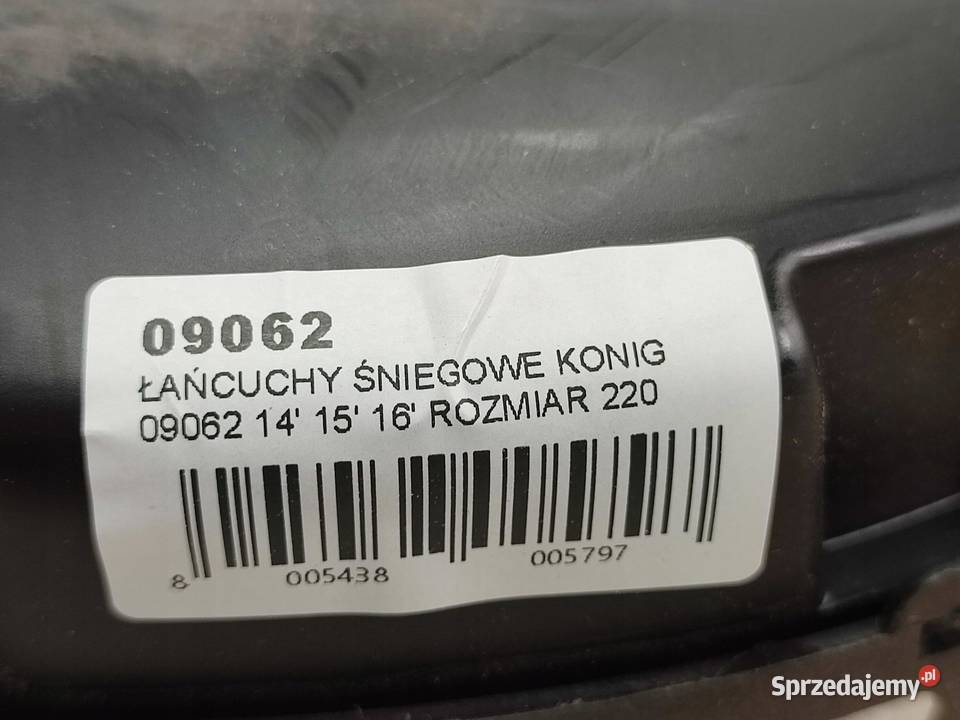 09062
ŁAŃCUCHY ŚNIEGOWE KONIG
09062 14' 15' 16' ROZMIAR 220
8 005438 005797
Sprzedajemy.pl